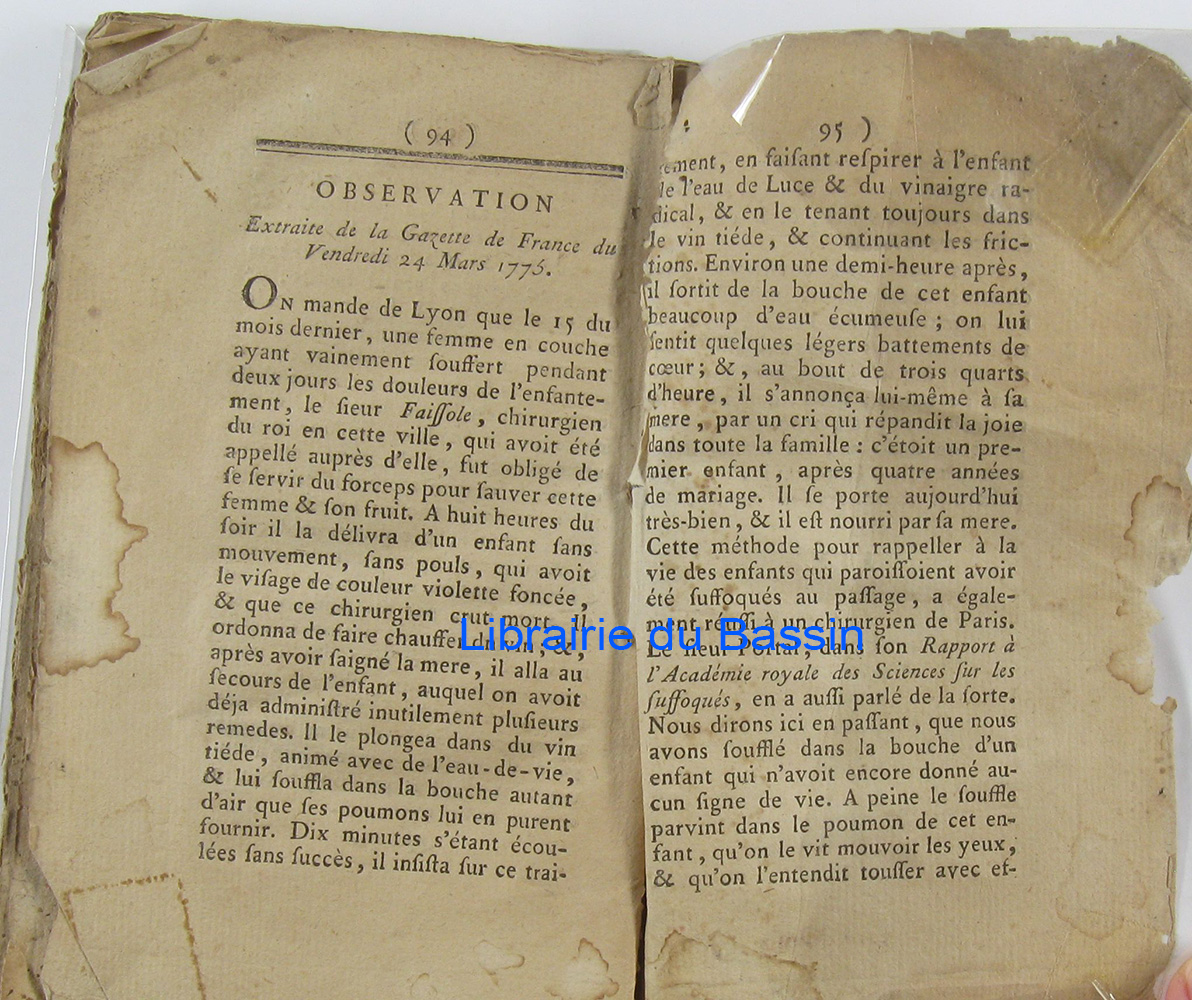 ( 94 )
OBSERVATION
Extraite de la Gazette de France du
Vendredi 24 Mars 1775.
ON mande de Lyon que le 15 du
mois dernier, une femme en couche
ayant vainement ſouffert pendant
deux jours les douleurs de l'enfante-
ment, le ſieur Faiſſole, chirurgien
du roi en cette ville, qui avoit été
appellé auprès d'elle, fut obligé de
ſe ſervir du forceps pour ſauver cette
femme & ſon fruit. A huit heures du
ſoir il la délivra d'un enfant ſans
mouvement, ſans pouls, qui avoit
le viſage de couleur violette foncée,
& que ce chirurgien crut mort. Il
ordonna de faire chauffer du vin; &,
après avoir ſaigné la mere, il alla au
ſecours de l'enfant, auquel on avoit
déja adminiſtré inutilement pluſieurs
remedes. Il le plongea dans du vin
tiéde, animé avec de l'eau-de-vie,
& lui ſouffla dans la bouche autant
d'air que ſes poumons lui en purent
fournir. Dix minutes s'étant écou-
lées ſans ſuccès, il inſiſta ſur ce trai-
95 )
ement, en faiſant reſpirer à l'enfant
de l'eau de Luce & du vinaigre ra-
dical, & en le tenant toujours dans
le vin tiéde, & continuant les fric-
tions. Environ une demi-heure après,
il ſortit de la bouche de cet enfant
beaucoup d'eau écumeuſe; on lui
ſentit quelques légers battements de
cœur; &, au bout de trois quarts
d'heure, il s'annonça lui-même à ſa
mere, par un cri qui répandit la joie
dans toute la famille : c'étoit un pre-
mier enfant, après quatre années
de mariage. Il ſe porte aujourd'hui
très-bien, & il eſt nourri par ſa mere.
Cette méthode pour rappeller à la
vie des enfants qui paroiſſoient avoir
été ſuffoqués au paſſage, a égale-
ment réuſſi à un chirurgien de Paris.
Le ſieur Portal, dans ſon Rapport à
l'Académie royale des Sciences ſur les
ſuffoqués, en a auſſi parlé de la ſorte.
Nous dirons ici en paſſant, que nous
avons ſoufflé dans la bouche d'un
enfant qui n'avoit encore donné au-
cun ſigne de vie. A peine le ſouffle
parvint dans le poumon de cet en-
fant, qu'on le vit mouvoir les yeux,
& qu'on l'entendit touſſer avec ef-
Librairie du Bassin